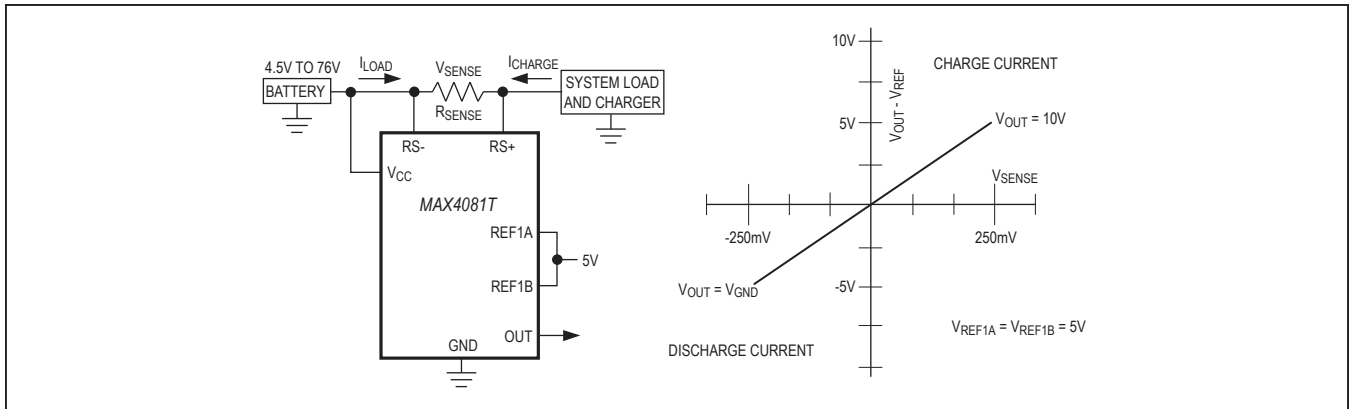 4.5V TO 76V
BATTERY
ILOAD
VSENSE
RSENSE
ICHARGE
SYSTEM LOAD
AND CHARGER
RS-
RS+
VCC
MAX4081T
REF1A
5V
REF1B
OUT
GND
10V
VOUT - VREF
CHARGE CURRENT
5V
VOUT = 10V
VSENSE
-250mV
250mV
VOUT = VGND
-5V
VREF1A = VREF1B = 5V
DISCHARGE CURRENT